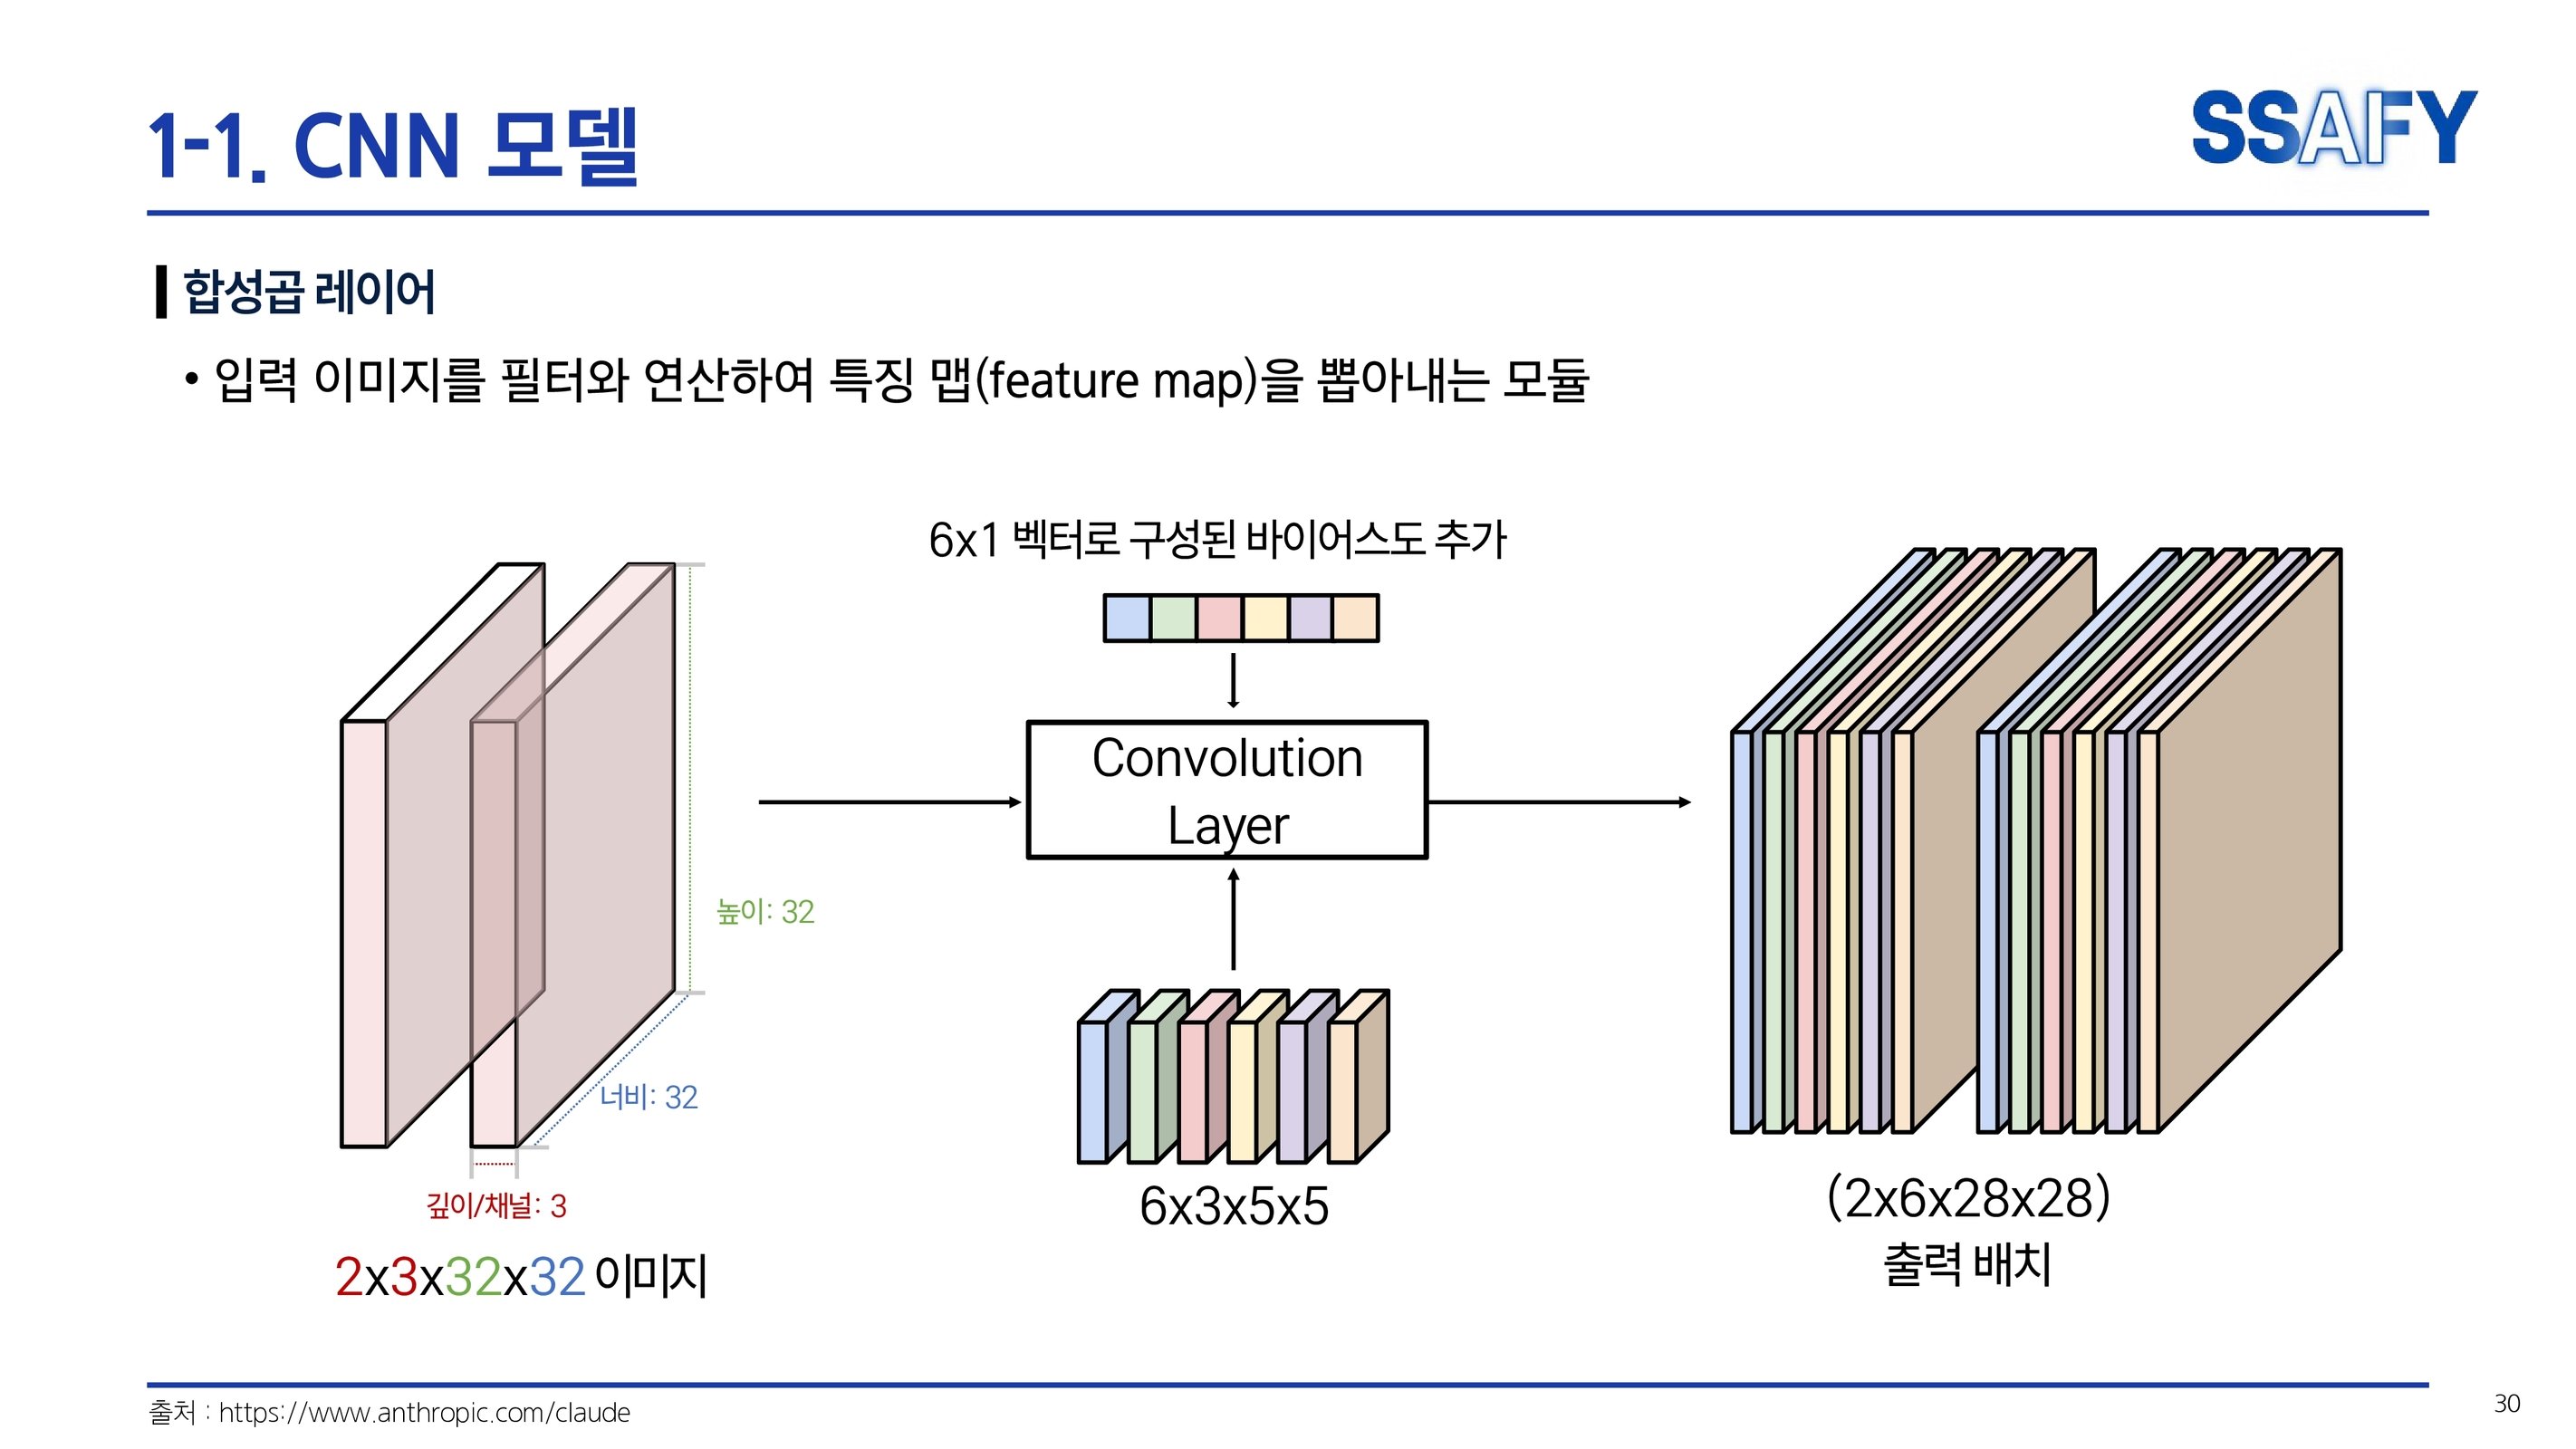 1-1. CNN 모델
SSAFY
합성곱 레이어
• 입력 이미지를 필터와 연산하여 특징 맵(feature map)을 뽑아내는 모듈
6x1 벡터로 구성된 바이어스도 추가
Convolution
Layer
높이: 32
너비: 32
깊이/채널: 3
2x3x32x32 이미지
6x3x5x5
(2x6x28x28)
출력 배치
출처 : https://www.anthropic.com/claude
30